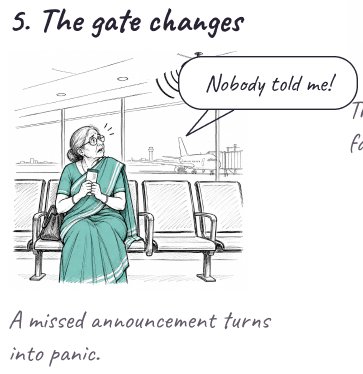 5. The gate changes
Nobody told me!
A missed announcement turns
into panic.